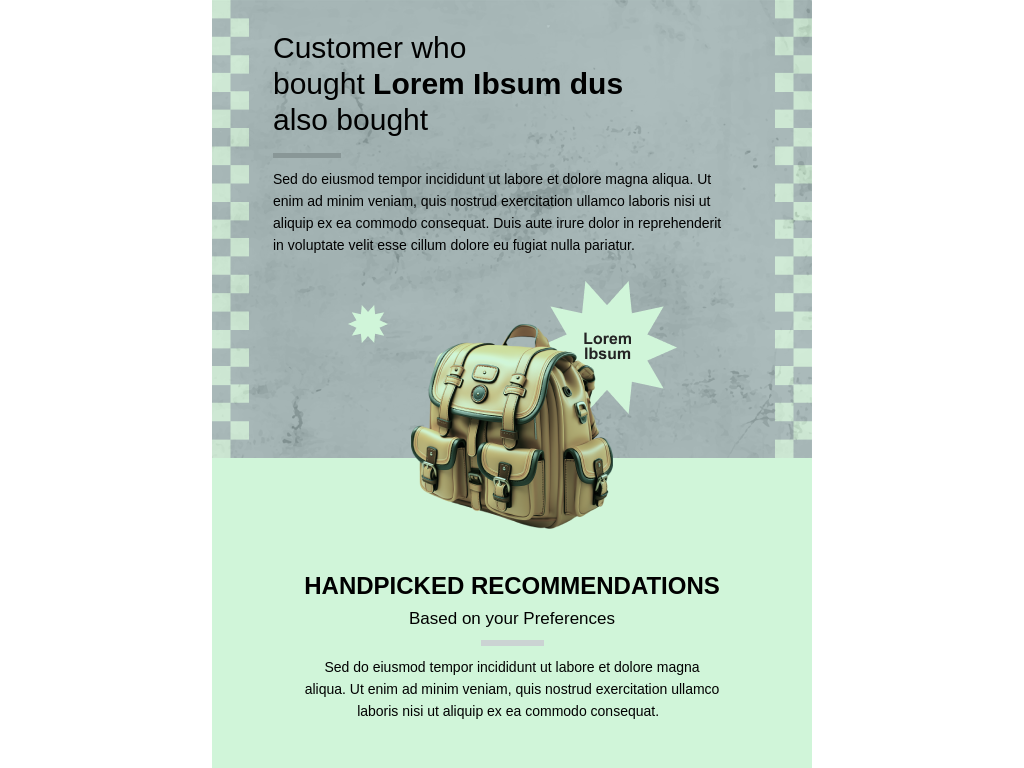 Customer who
bought Lorem Ibsum dus
also bought
Sed do eiusmod tempor incididunt ut labore et dolore magna aliqua. Ut
enim ad minim veniam, quis nostrud exercitation ullamco laboris nisi ut
aliquip ex ea commodo consequat. Duis aute irure dolor in reprehenderit
in voluptate velit esse cillum dolore eu fugiat nulla pariatur.
Lorem
Ibsum
HANDPICKED RECOMMENDATIONS
Based on your Preferences
Sed do eiusmod tempor incididunt ut labore et dolore magna
aliqua. Ut enim ad minim veniam, quis nostrud exercitation ullamco
laboris nisi ut aliquip ex ea commodo consequat.